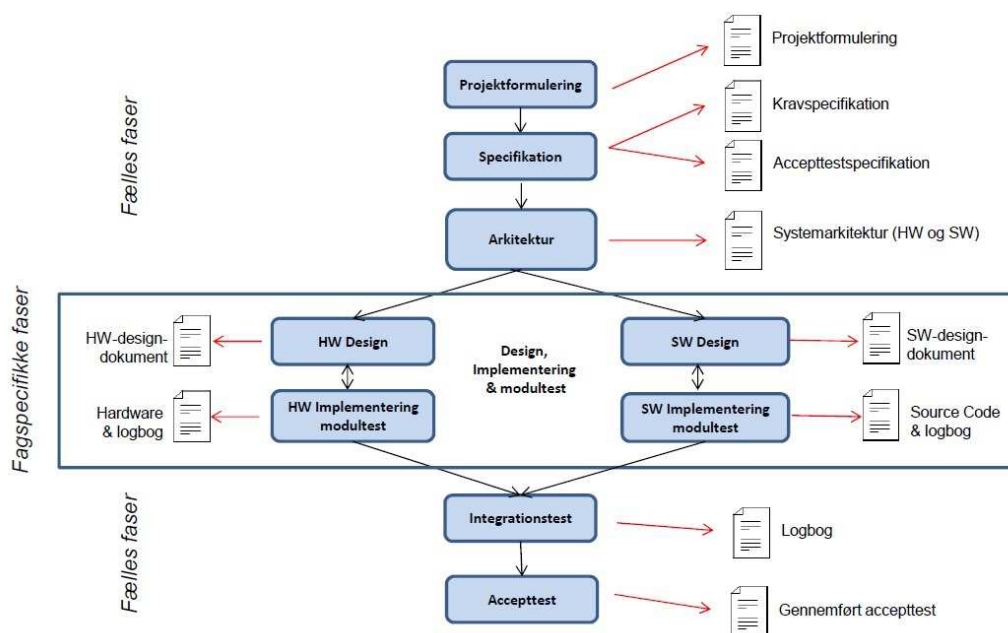 Projektformulering
Projektformulering
Kravspecifikation
Specifikation
Accepttestspecifikation
Fælles faser
Arkitektur
Systemarkitektur (HW og SW)
Fagspecifikke faser
HW-design-
dokument
HW Design
Design,
Implementering
& modultest
SW Design
SW-design-
dokument
Hardware
& logbog
HW Implementering
modultest
SW Implementering
modultest
Source Code
& logbog
Fælles faser
Integrationstest
Logbog
Accepttest
Gennemført accepttest